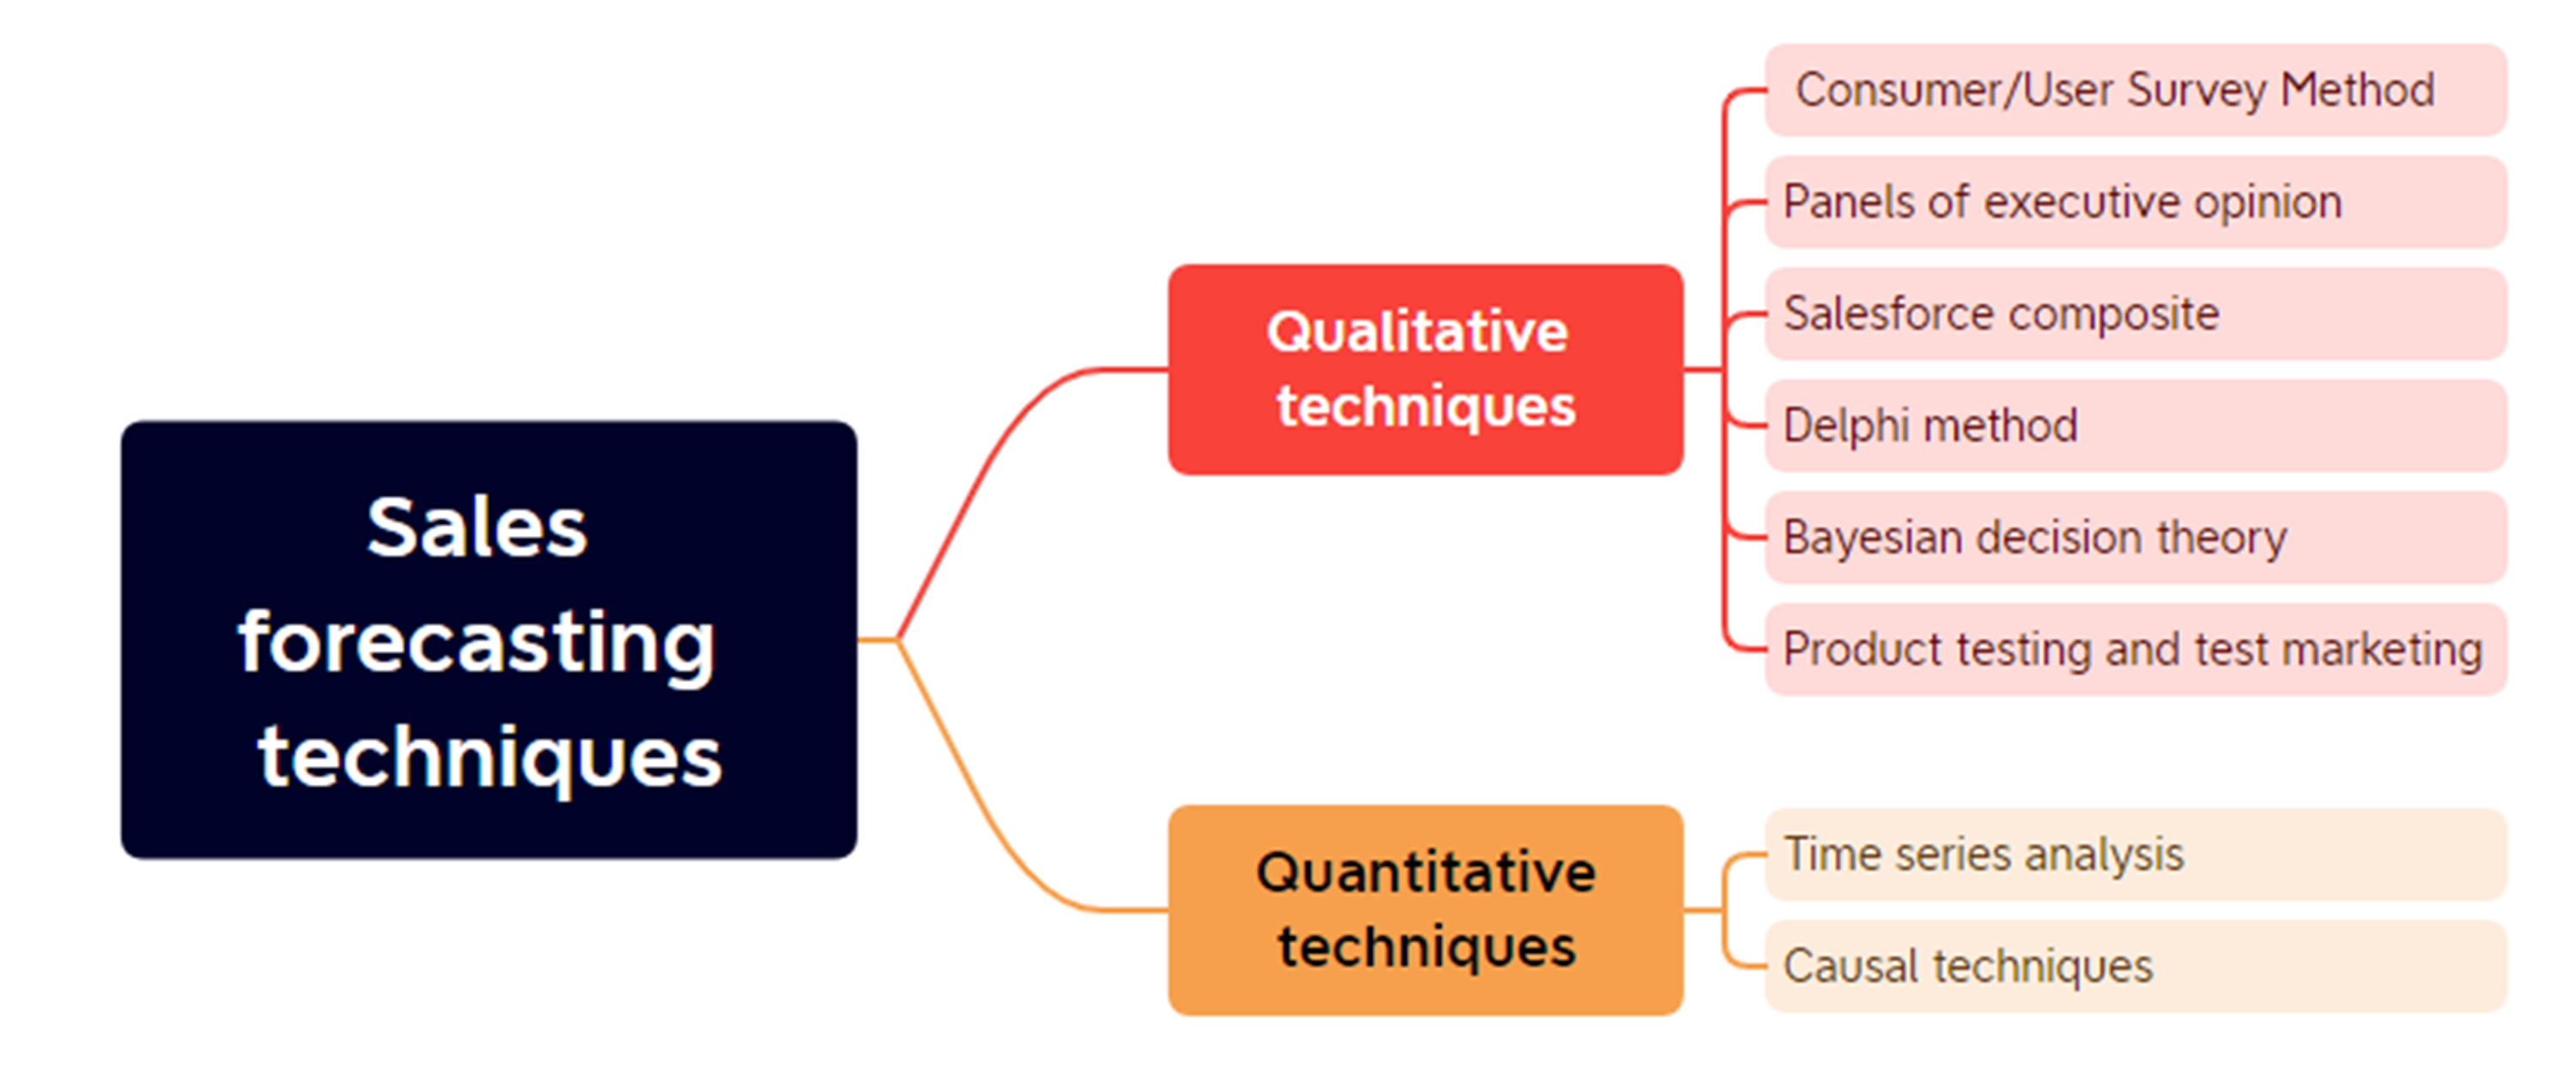 Sales
forecasting
techniques
Qualitative
techniques
Consumer/User Survey Method
Panels of executive opinion
Salesforce composite
Delphi method
Bayesian decision theory
Product testing and test marketing
Quantitative
techniques
Time series analysis
Causal techniques